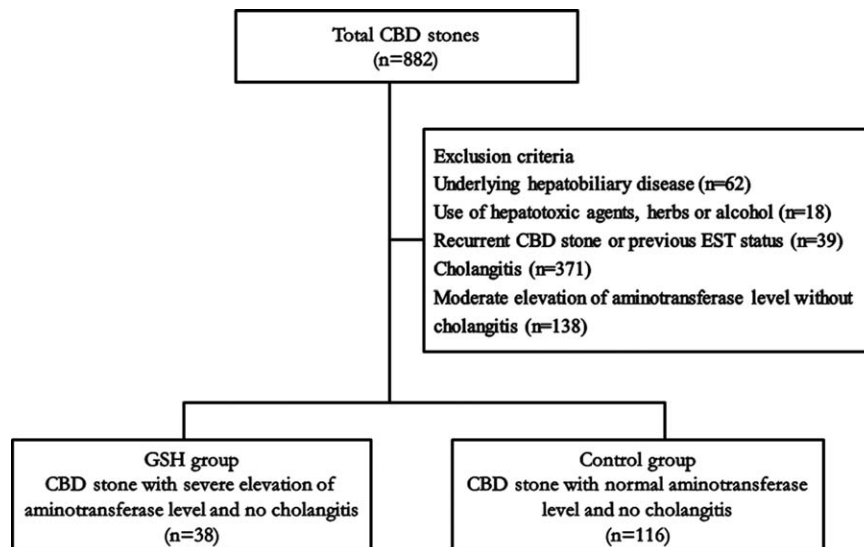 Total CBD stones
(n=882)
Exclusion criteria
Underlying hepatobiliary disease (n=62)
Use of hepatotoxic agents, herbs or alcohol (n=18)
Recurrent CBD stone or previous EST status (n=39)
Cholangitis (n=371)
Moderate elevation of aminotransferase level without
cholangitis (n=138)
GSH group
CBD stone with severe elevation of
aminotransferase level and no cholangitis
(n=38)
Control group
CBD stone with normal aminotransferase
level and no cholangitis
(n=116)